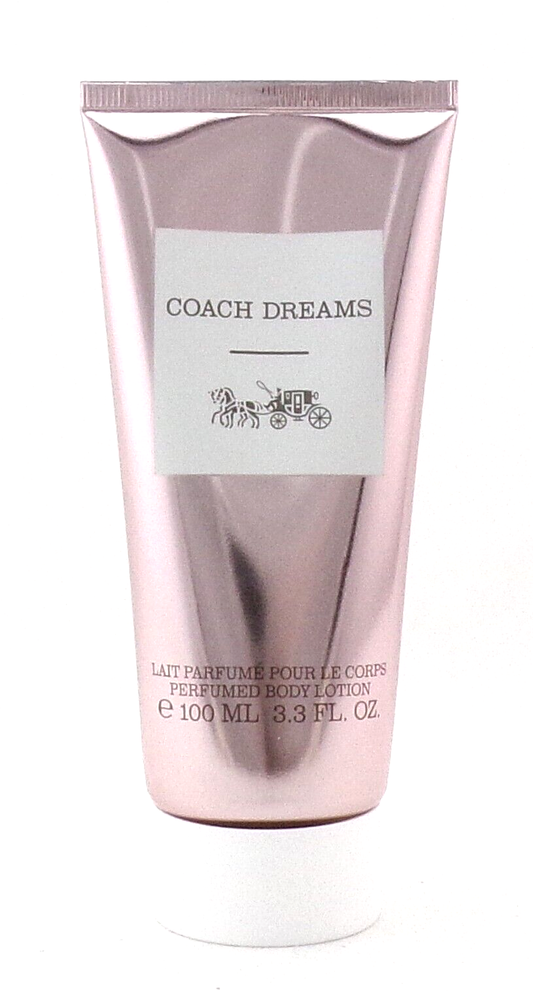 COACH DREAMS
LAIT PARFUMÉ POUR LE CORPS
PERFUMED BODY LOTION
℮ 100 ML 3.3 FL. OZ.